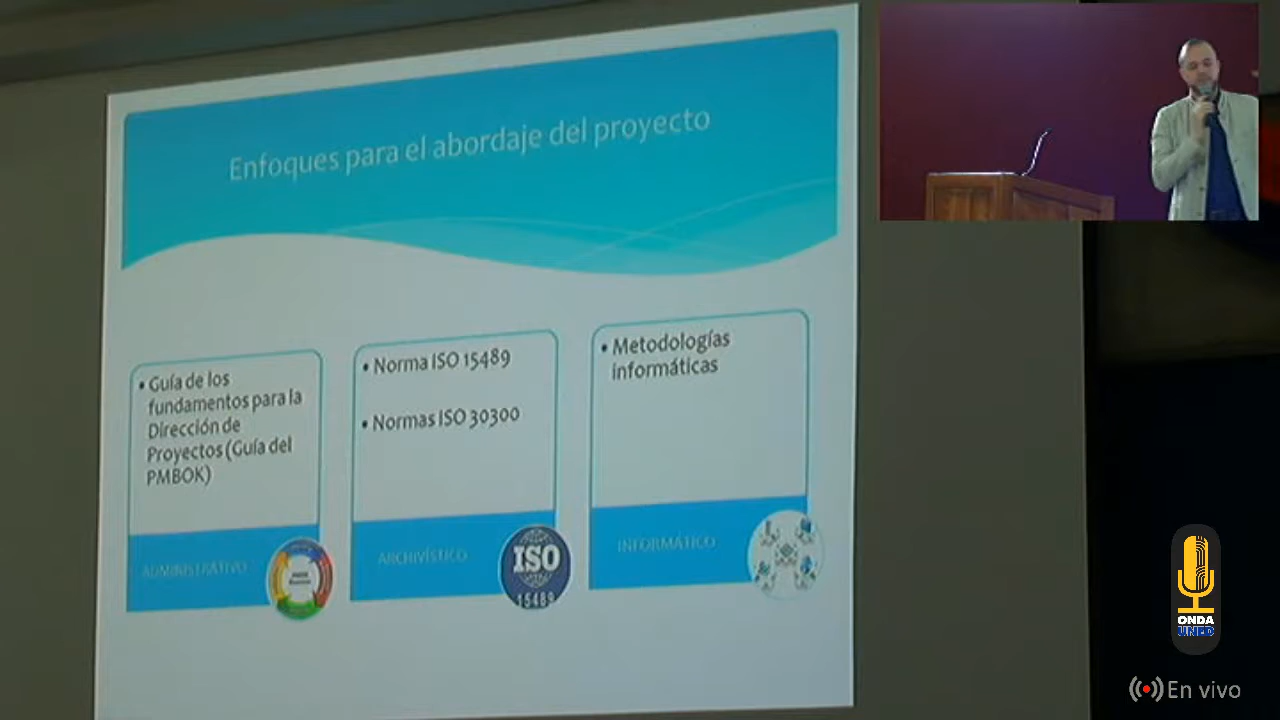 Enfoques para el abordaje del proyecto
• Guía de los
fundamentos para la
Dirección de
Proyectos (Guía del
PMBOK)
ADMINISTRATIVO
• Norma ISO 15489
• Normas ISO 30300
ARCHIVÍSTICO
ISO
15489
• Metodologías
informáticas
INFORMÁTICO
ONDA
UNED
En vivo